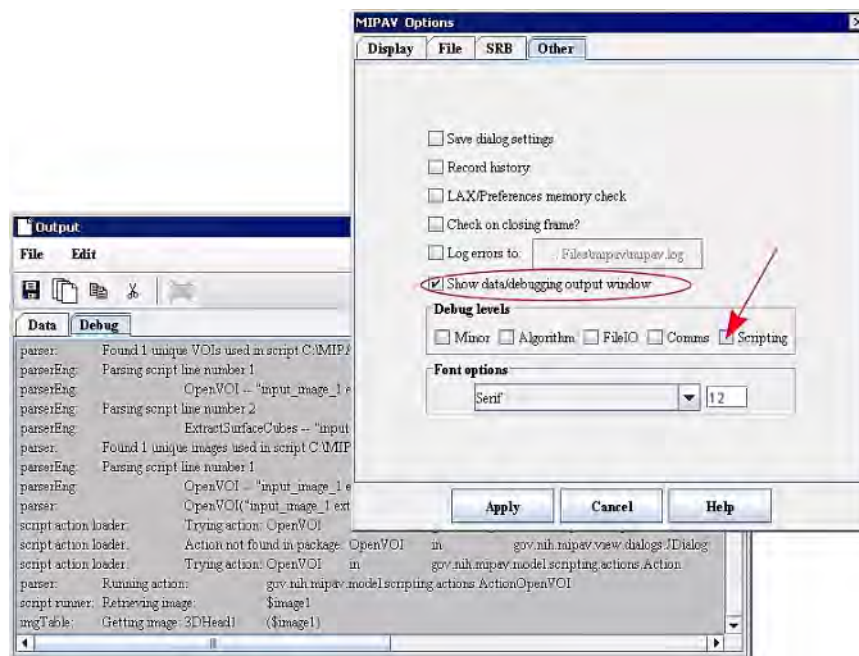 MIPAV Options
Display File SRB Other
Save dialog settings
Record history
LAX/Preferences memory check
Check on closing frame?
Log errors to: Files\mipav\mipav.log
Show data/debugging output window
Debug levels
Minor Algorithm FileIO Comms Scripting
Font options
Serif 12
Apply Cancel Help
Output
File Edit
Data Debug
parser: Found 1 unique VOIs used in script C:\MIPA
parserEng: Parsing script line number 1
parserEng: OpenVOI -- "input_image_1 e
parserEng: Parsing script line number 2
parserEng: ExtractSurfaceCubes -- "input
parser: Found 1 unique images used in script C:\MIP
parserEng: Parsing script line number 1
parserEng: OpenVOI -- "input_image_1 e
parser: OpenVOI("input_image_1 ext
script action loader: Trying action: OpenVOI
script action loader: Action not found in package: OpenVOI in gov.nih.mipav.view.dialogs.JDialog
script action loader: Trying action: OpenVOI in gov.nih.mipav.model.scripting.actions.Action
parser: Running action: gov.nih.mipav.model.scripting.actions.ActionOpenVOI
script runner: Retrieving image: $image1
imgTable: Getting image: 3DHead1 ($image1)